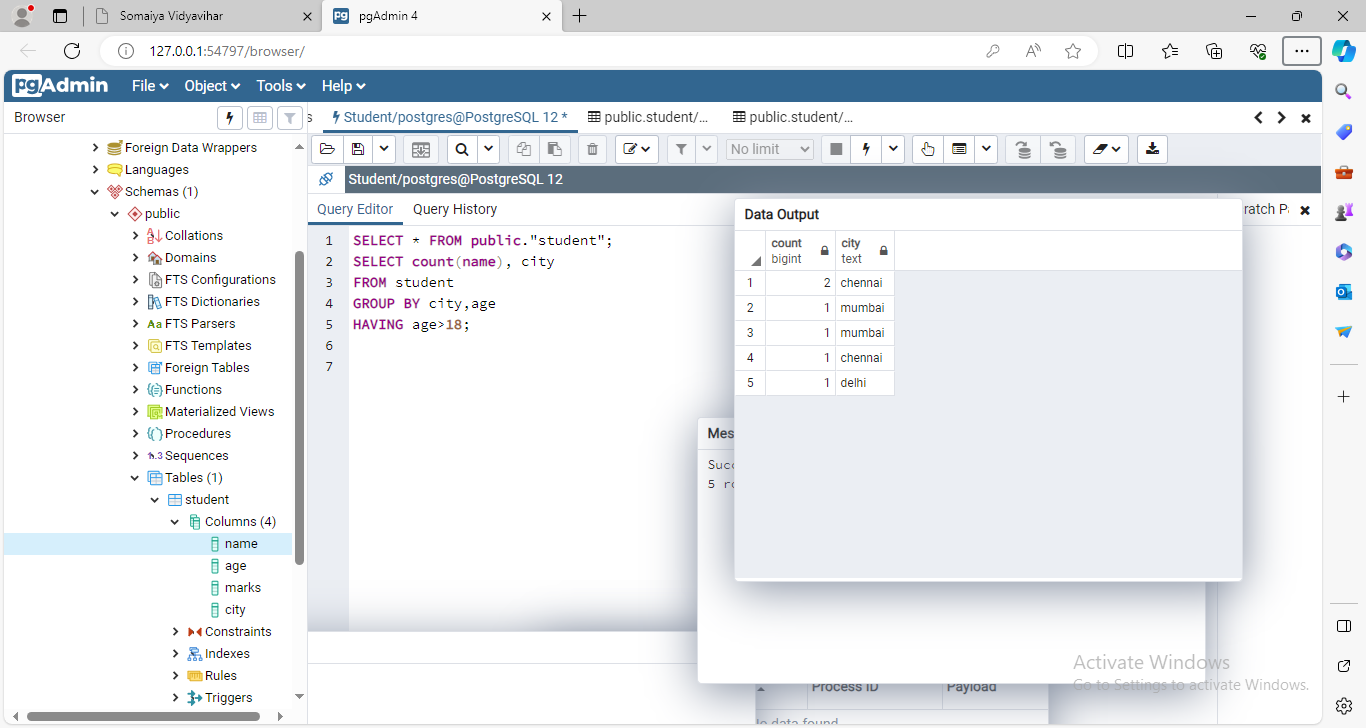 Somaiya Vidyavihar
pgAdmin 4
127.0.0.1:54797/browser/
pgAdmin File Object Tools Help
Browser
Student/postgres@PostgreSQL 12 *
public.student/...
public.student/...
Foreign Data Wrappers
Languages
Schemas (1)
public
Collations
Domains
FTS Configurations
FTS Dictionaries
FTS Parsers
FTS Templates
Foreign Tables
Functions
Materialized Views
Procedures
Sequences
Tables (1)
student
Columns (4)
name
age
marks
city
Constraints
Indexes
Rules
Triggers
No limit
Student/postgres@PostgreSQL 12
Query Editor Query History
1 SELECT * FROM public."student";
2 SELECT count(name), city
3 FROM student
4 GROUP BY city,age
5 HAVING age>18;
6
7
Data Output
count bigint city text
1 2 chennai
2 1 mumbai
3 1 mumbai
4 1 chennai
5 1 delhi
Process ID Payload
data found
Activate Windows
Go to Settings to activate Windows.